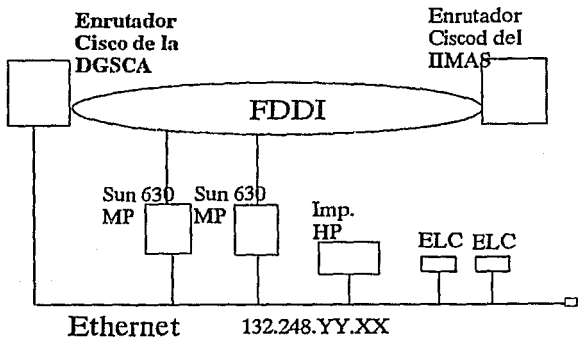 Enrutador
Cisco de la
DGSCA
Enrutador
Ciscod del
IIMAS
FDDI
Sun 630
MP
Sun 630
MP
Imp.
HP
ELC
ELC
Ethernet
132.248.YY.XX